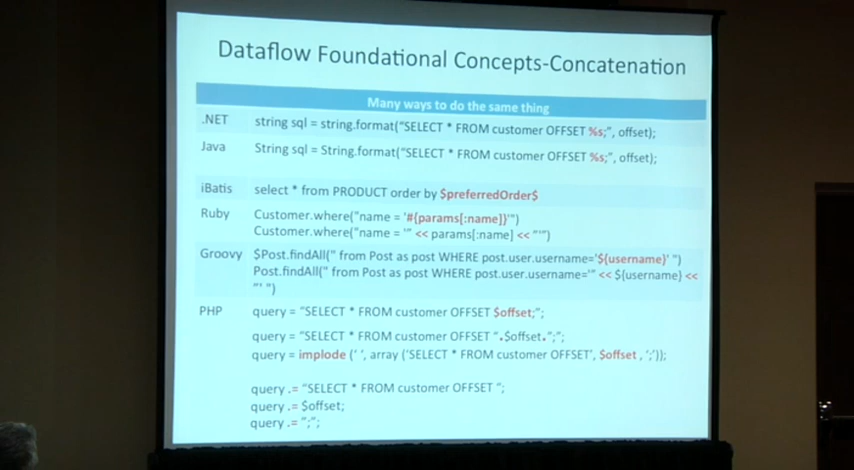 Dataflow Foundational Concepts-Concatenation
Many ways to do the same thing
.NET string sql = string.format("SELECT * FROM customer OFFSET %s;", offset);
Java String sql = String.format("SELECT * FROM customer OFFSET %s;", offset);
iBatis select * from PRODUCT order by $preferredOrder$
Ruby Customer.where("name = '#{params[:name]}'")
Customer.where("name = '" << params[:name] << "'")
Groovy $Post.findAll(" from Post as post WHERE post.user.username='${username}' ")
Post.findAll(" from Post as post WHERE post.user.username='" << ${username} <<
"' ")
PHP query = "SELECT * FROM customer OFFSET $offset;";
query = "SELECT * FROM customer OFFSET ".$offset.";";
query = implode (' ', array ('SELECT * FROM customer OFFSET', $offset , ';'));
query .= "SELECT * FROM customer OFFSET ";
query .= $offset;
query .= ";";